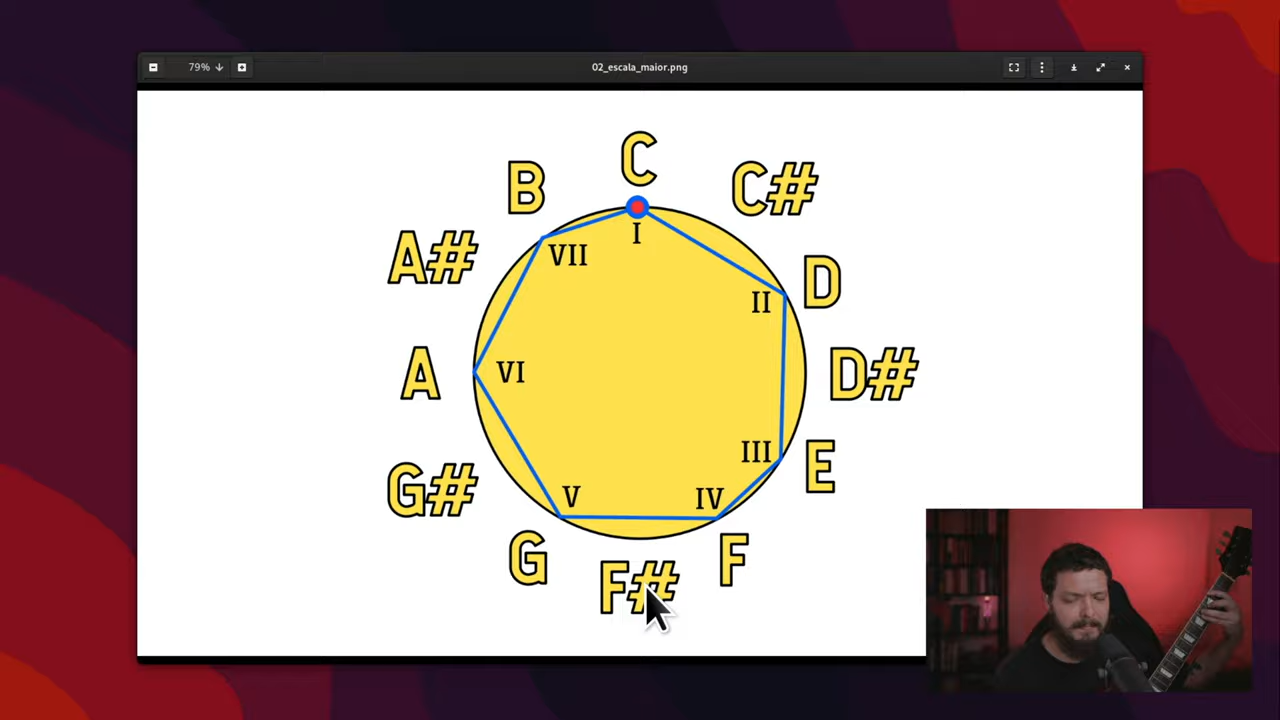 79%
02_escala_maior.png
C
B
C#
I
VII
A#
D
II
A
VI
D#
III
E
G#
V
IV
G
F#
F